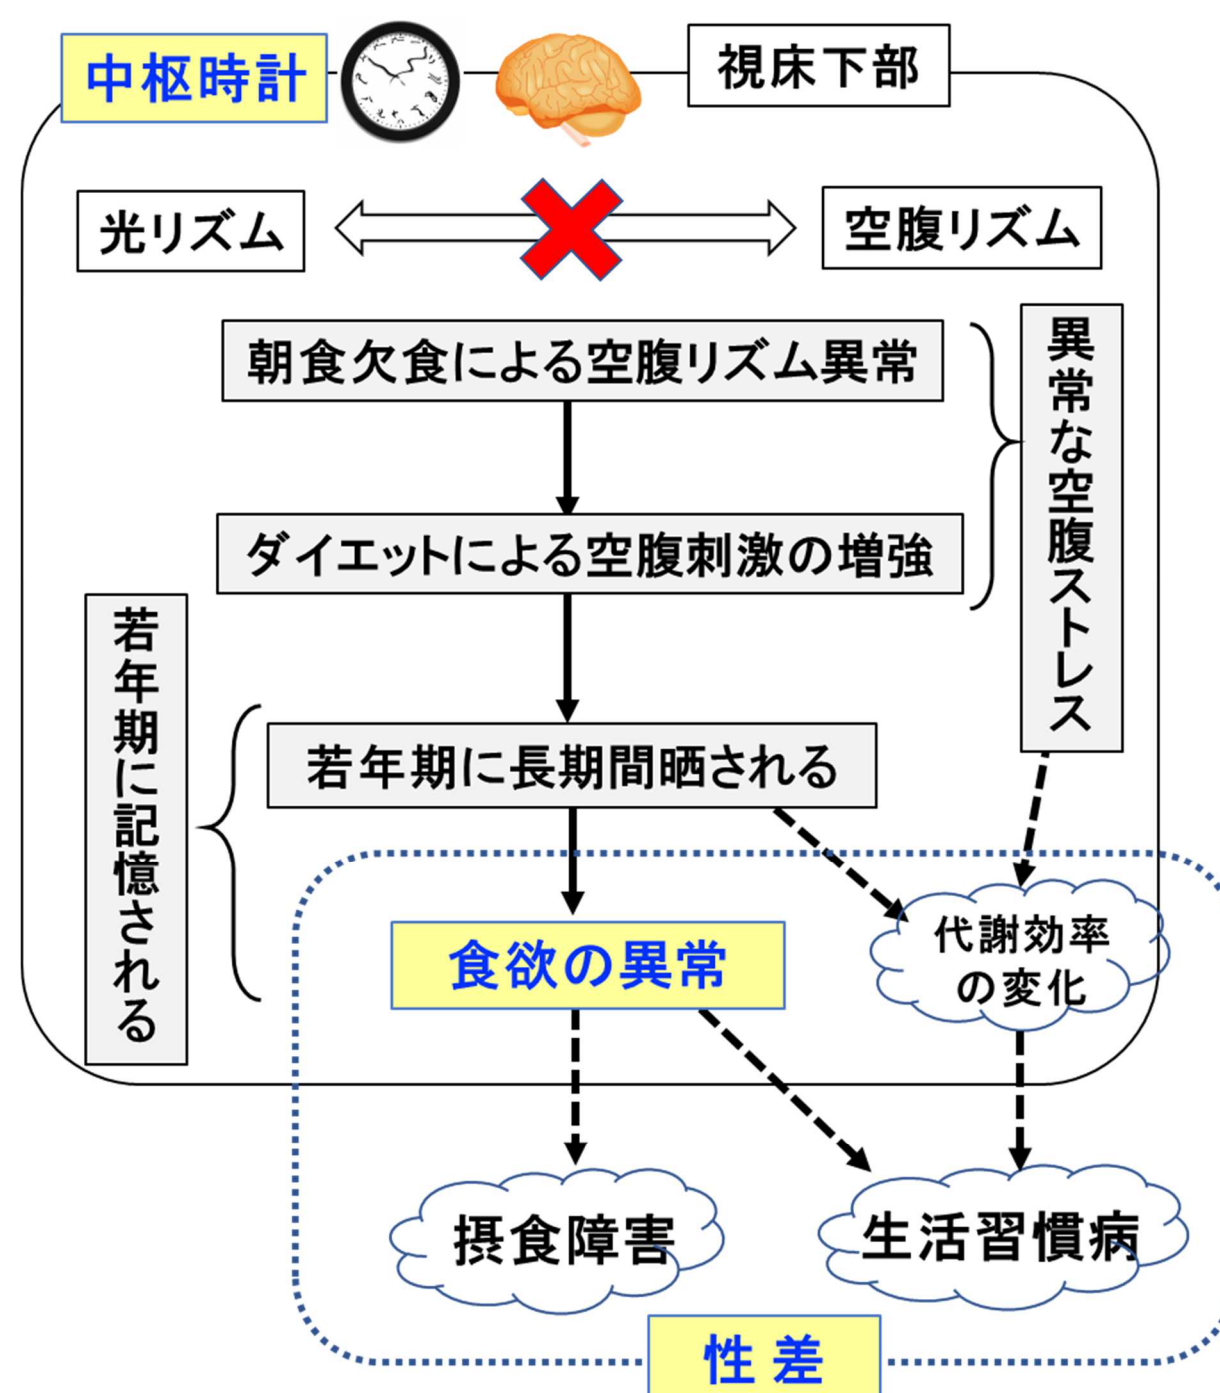 中枢時計
視床下部
光リズム
空腹リズム
朝食欠食による空腹リズム異常
異常な空腹ストレス
ダイエットによる空腹刺激の増強
若年期に記憶される
若年期に長期間晒される
食欲の異常
代謝効率
の変化
摂食障害
生活習慣病
性差